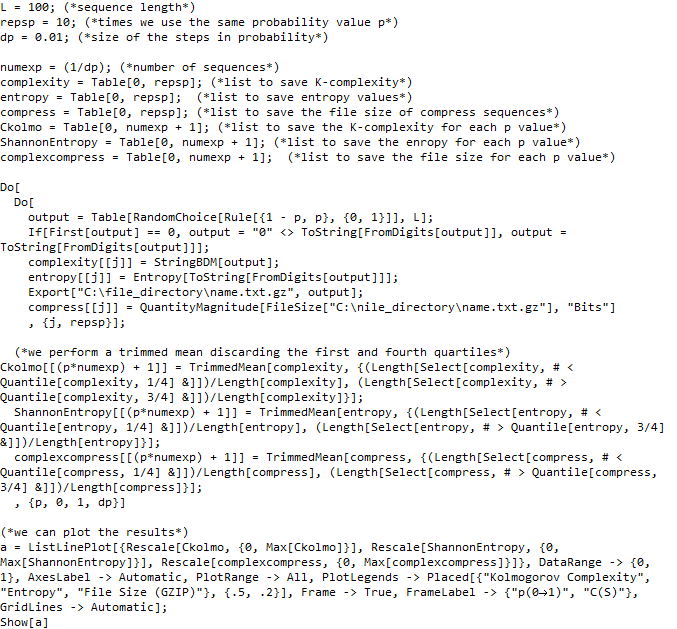 L = 100; (*sequence length*)
repsp = 10; (*times we use the same probability value p*)
dp = 0.01; (*size of the steps in probability*)

numexp = (1/dp); (*number of sequences*)
complexity = Table[0, repsp]; (*list to save K-complexity*)
entropy = Table[0, repsp];  (*list to save entropy values*)
compress = Table[0, repsp]; (*list to save the file size of compress sequences*)
Ckolmo = Table[0, numexp + 1]; (*list to save the K-complexity for each p value*)
ShannonEntropy = Table[0, numexp + 1]; (*list to save the enropy for each p value*)
complexcompress = Table[0, numexp + 1];  (*list to save the file size for each p value*)

Do[
  Do[
    output = Table[RandomChoice[Rule[{1 - p, p}, {0, 1}]], L];
    If[First[output] == 0, output = "0" <> ToString[FromDigits[output]], output =
ToString[FromDigits[output]]];
    complexity[[j]] = StringBDM[output];
    entropy[[j]] = Entropy[ToString[FromDigits[output]]];
    Export["C:\file_directory\name.txt.gz", output];
    compress[[j]] = QuantityMagnitude[FileSize["C:\nile_directory\name.txt.gz"], "Bits"]
    , {j, repsp}];

  (*we perform a trimmed mean discarding the first and fourth quartiles*)
Ckolmo[[(p*numexp) + 1]] = TrimmedMean[complexity, {(Length[Select[complexity, # <
Quantile[complexity, 1/4] &]])/Length[complexity], (Length[Select[complexity, # >
Quantile[complexity, 3/4] &]])/Length[complexity]}];
  ShannonEntropy[[(p*numexp) + 1]] = TrimmedMean[entropy, {(Length[Select[entropy, # <
Quantile[entropy, 1/4] &]])/Length[entropy], (Length[Select[entropy, # > Quantile[entropy, 3/4]
&]])/Length[entropy]}];
  complexcompress[[(p*numexp) + 1]] = TrimmedMean[compress, {(Length[Select[compress, # <
Quantile[compress, 1/4] &]])/Length[compress], (Length[Select[compress, # > Quantile[compress,
3/4] &]])/Length[compress]}];
  , {p, 0, 1, dp}]

(*we can plot the results*)
a = ListLinePlot[{Rescale[Ckolmo, {0, Max[Ckolmo]}], Rescale[ShannonEntropy, {0,
Max[ShannonEntropy]}], Rescale[complexcompress, {0, Max[complexcompress]}]}, DataRange -> {0,
1}, AxesLabel -> Automatic, PlotRange -> All, PlotLegends -> Placed[{"Kolmogorov Complexity",
"Entropy", "File Size (GZIP)"}, {.5, .2}], Frame -> True, FrameLabel -> {"p(0→1)", "C(S)"},
GridLines -> Automatic];
Show[a]